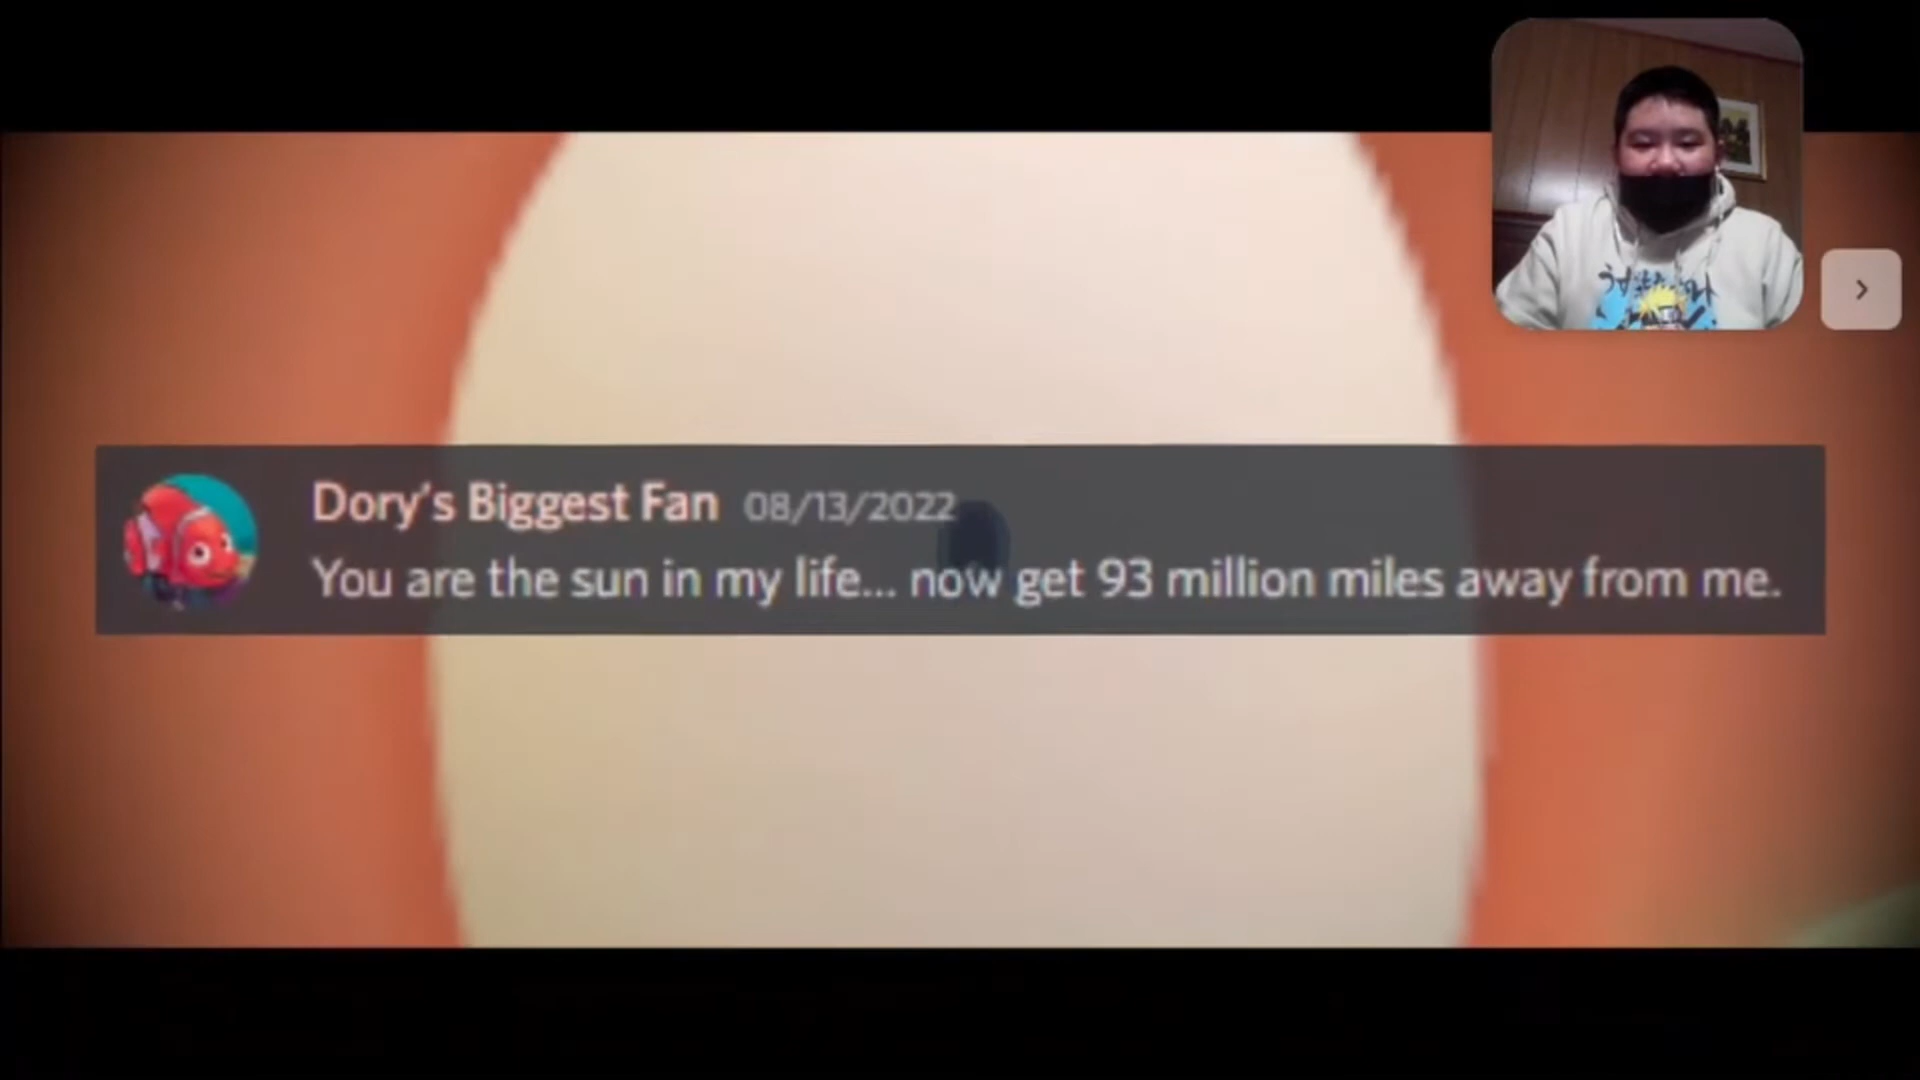 Dory's Biggest Fan 08/13/2022
You are the sun in my life... now get 93 million miles away from me.